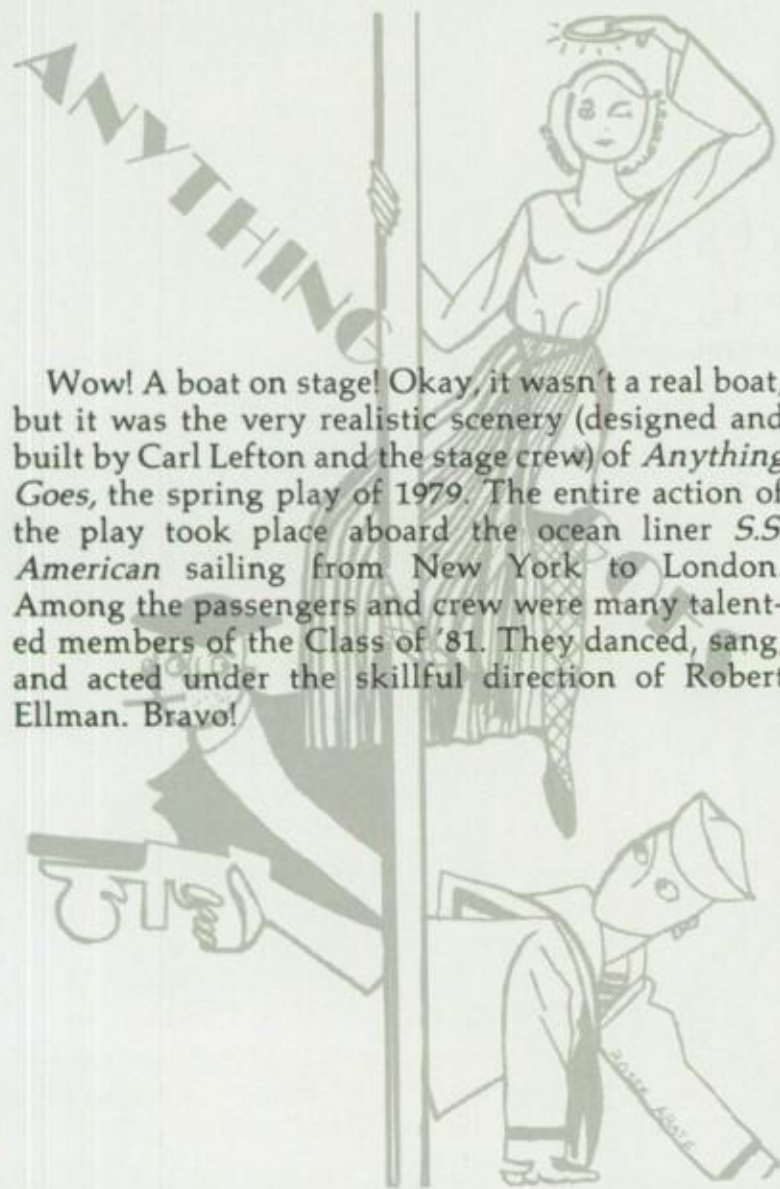 ANYTHING
GOES
Wow! A boat on stage! Okay, it wasn't a real boat,
but it was the very realistic scenery (designed and
built by Carl Lefton and the stage crew) of Anything
Goes, the spring play of 1979. The entire action of
the play took place aboard the ocean liner S.S
American sailing from New York to London.
Among the passengers and crew were many talent-
ed members of the Class of '81. They danced, sang,
and acted under the skillful direction of Robert
Ellman. Bravo!